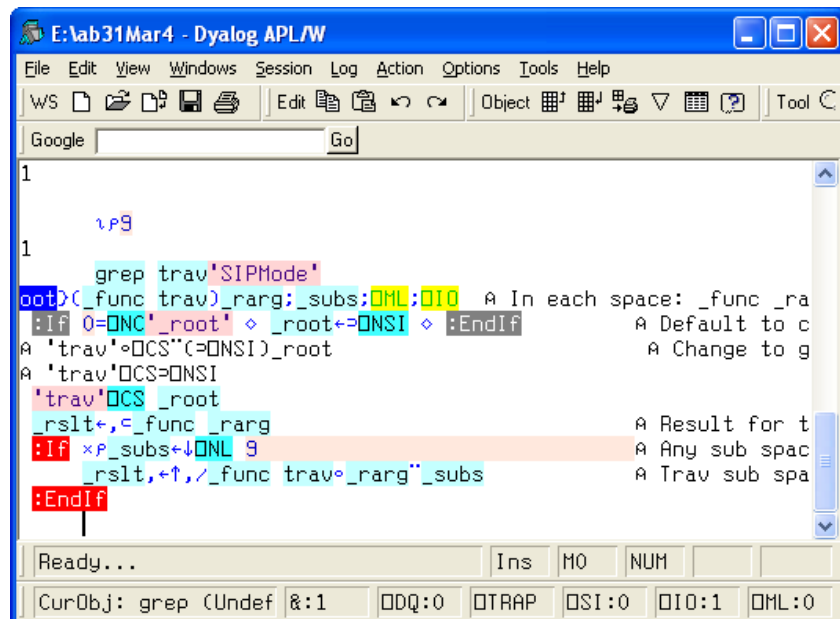 E:\ab31Mar4 - Dyalog APL/W
File Edit View Windows Session Log Action Options Tools Help
WS Edit Object Tool
Google Go
1
⍳⍴9
1
grep trav'SIPMode'
oot}(_func trav)_rarg;_subs;⎕ML;⎕IO ⍝ In each space: _func _ra
:If 0=⎕NC'_root' ⋄ _root←⊃⎕NSI ⋄ :EndIf ⍝ Default to c
⍝ 'trav'∘⎕CS¨(⊃⎕NSI)_root ⍝ Change to g
⍝ 'trav'⎕CS⊃⎕NSI
'trav'⎕CS _root
_rslt←,⊂_func _rarg ⍝ Result for t
:If ×⍴_subs←↓⎕NL 9 ⍝ Any sub spac
_rslt,←↑,/_func trav∘_rarg¨_subs ⍝ Trav sub spa
:EndIf
Ready... Ins MO NUM
CurObj: grep (Undef &:1 ⎕DQ:0 ⎕TRAP ⎕SI:0 ⎕IO:1 ⎕ML:0